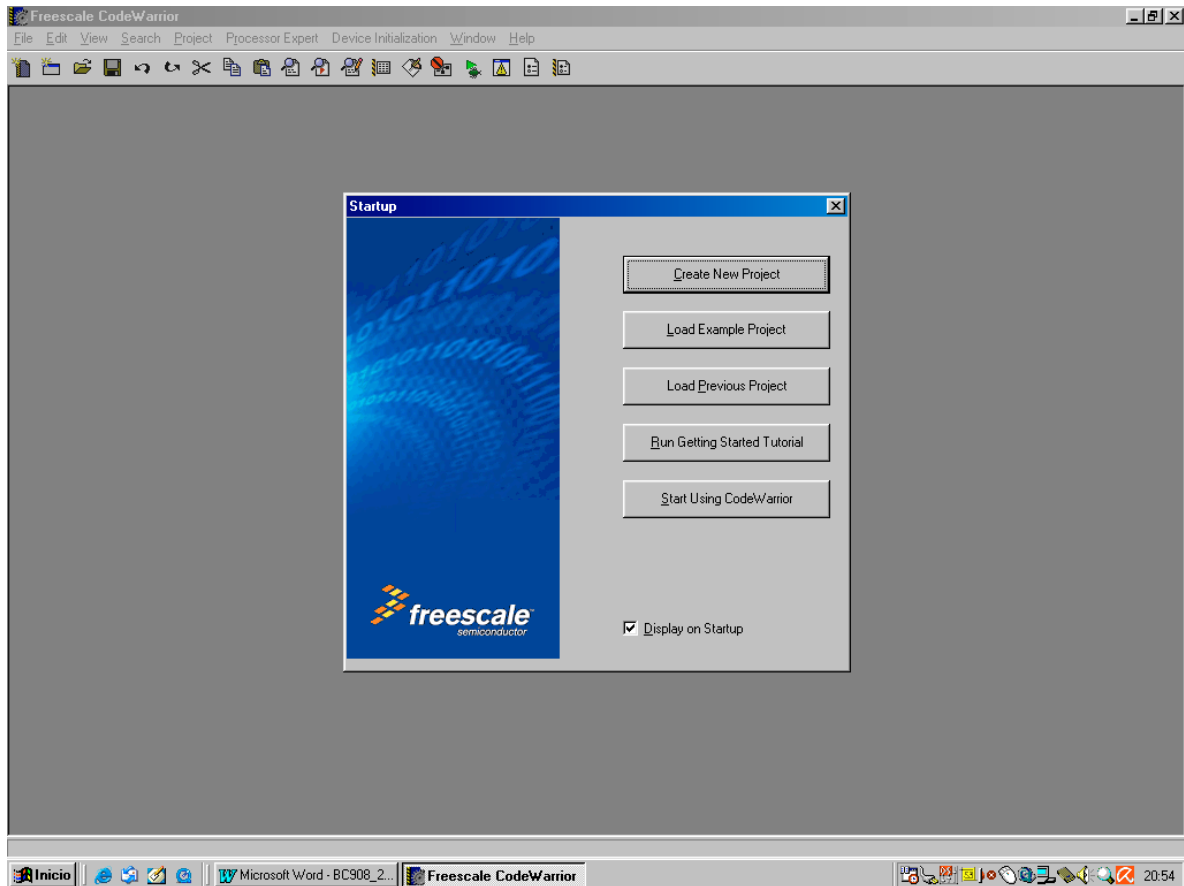 Freescale CodeWarrior
File Edit View Search Project Processor Expert Device Initialization Window Help
Startup
Create New Project
Load Example Project
Load Previous Project
Run Getting Started Tutorial
Start Using CodeWarrior
freescale
semiconductor
Display on Startup
Inicio Microsoft Word - BC908_2... Freescale CodeWarrior 20:54